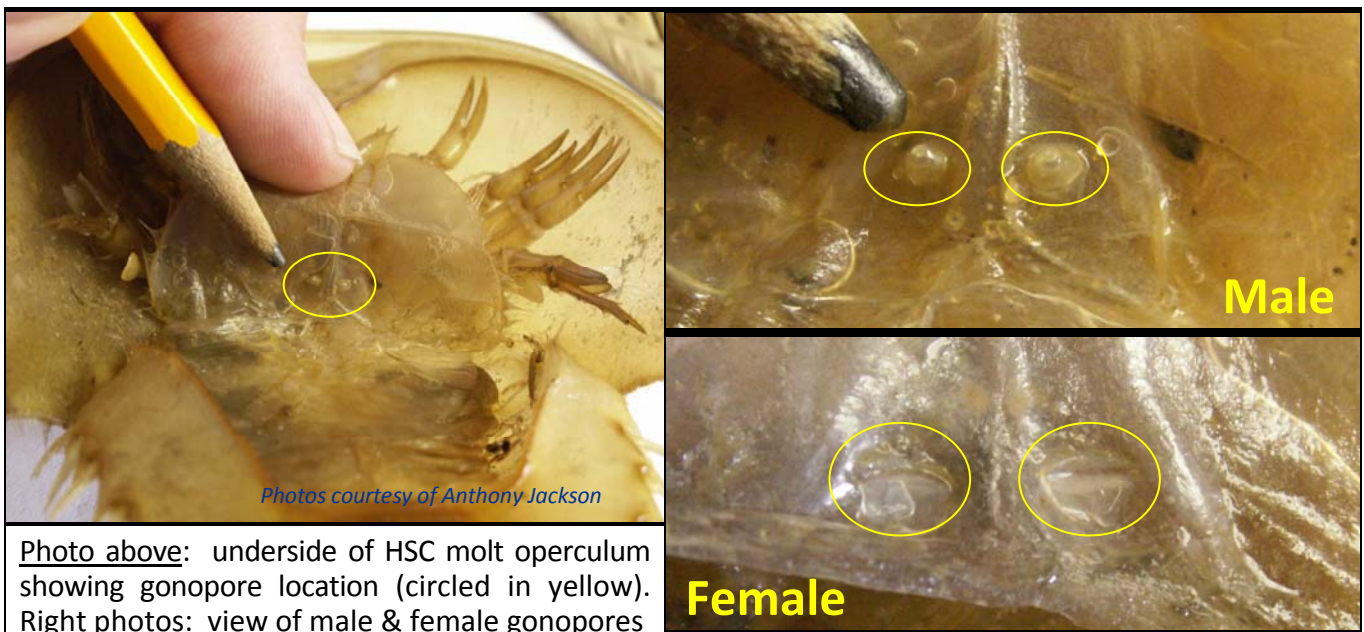 Photos courtesy of Anthony Jackson
Photo above: underside of HSC molt operculum
showing gonopore location (circled in yellow).
Right photos: view of male & female gonopores
Male
Female